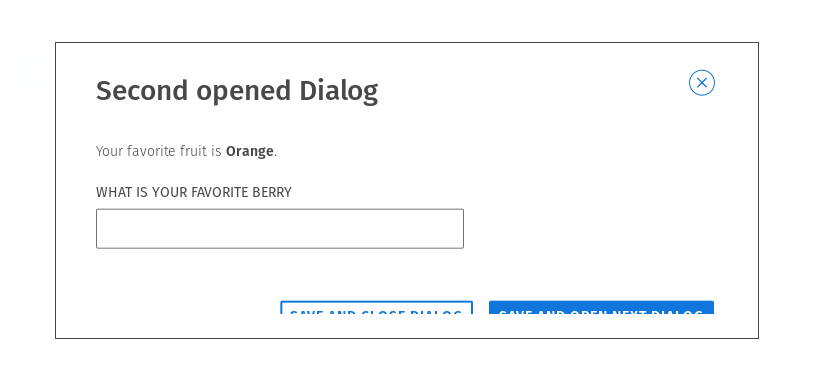 Second opened Dialog
Your favorite fruit is Orange.
WHAT IS YOUR FAVORITE BERRY
SAVE AND CLOSE DIALOG
SAVE AND OPEN NEXT DIALOG